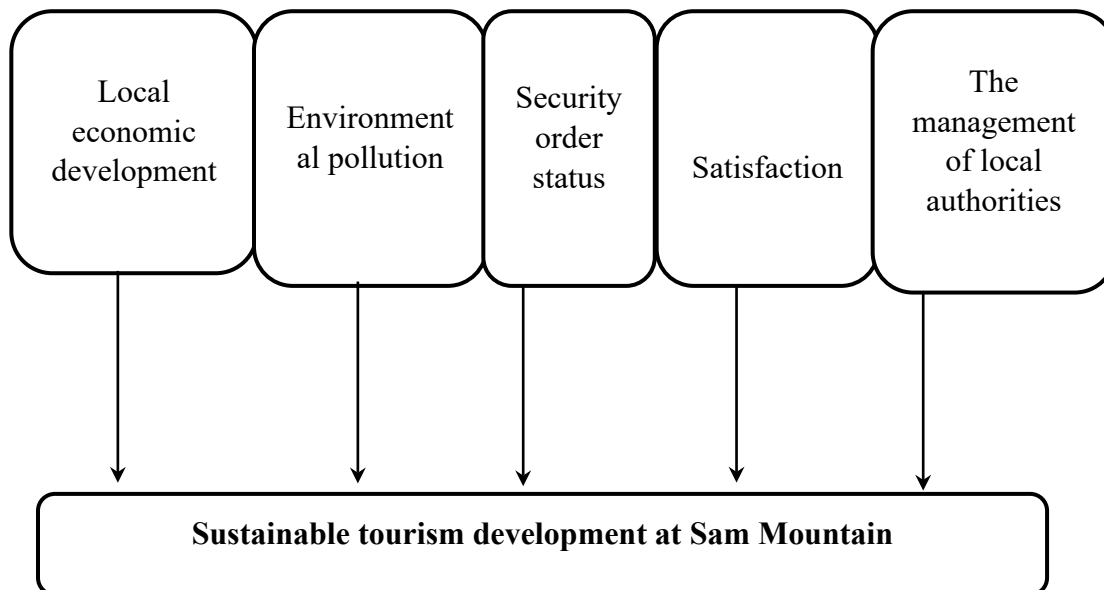 Local
economic
development
Environment
al pollution
Security
order
status
Satisfaction
The
management
of local
authorities
Sustainable tourism development at Sam Mountain